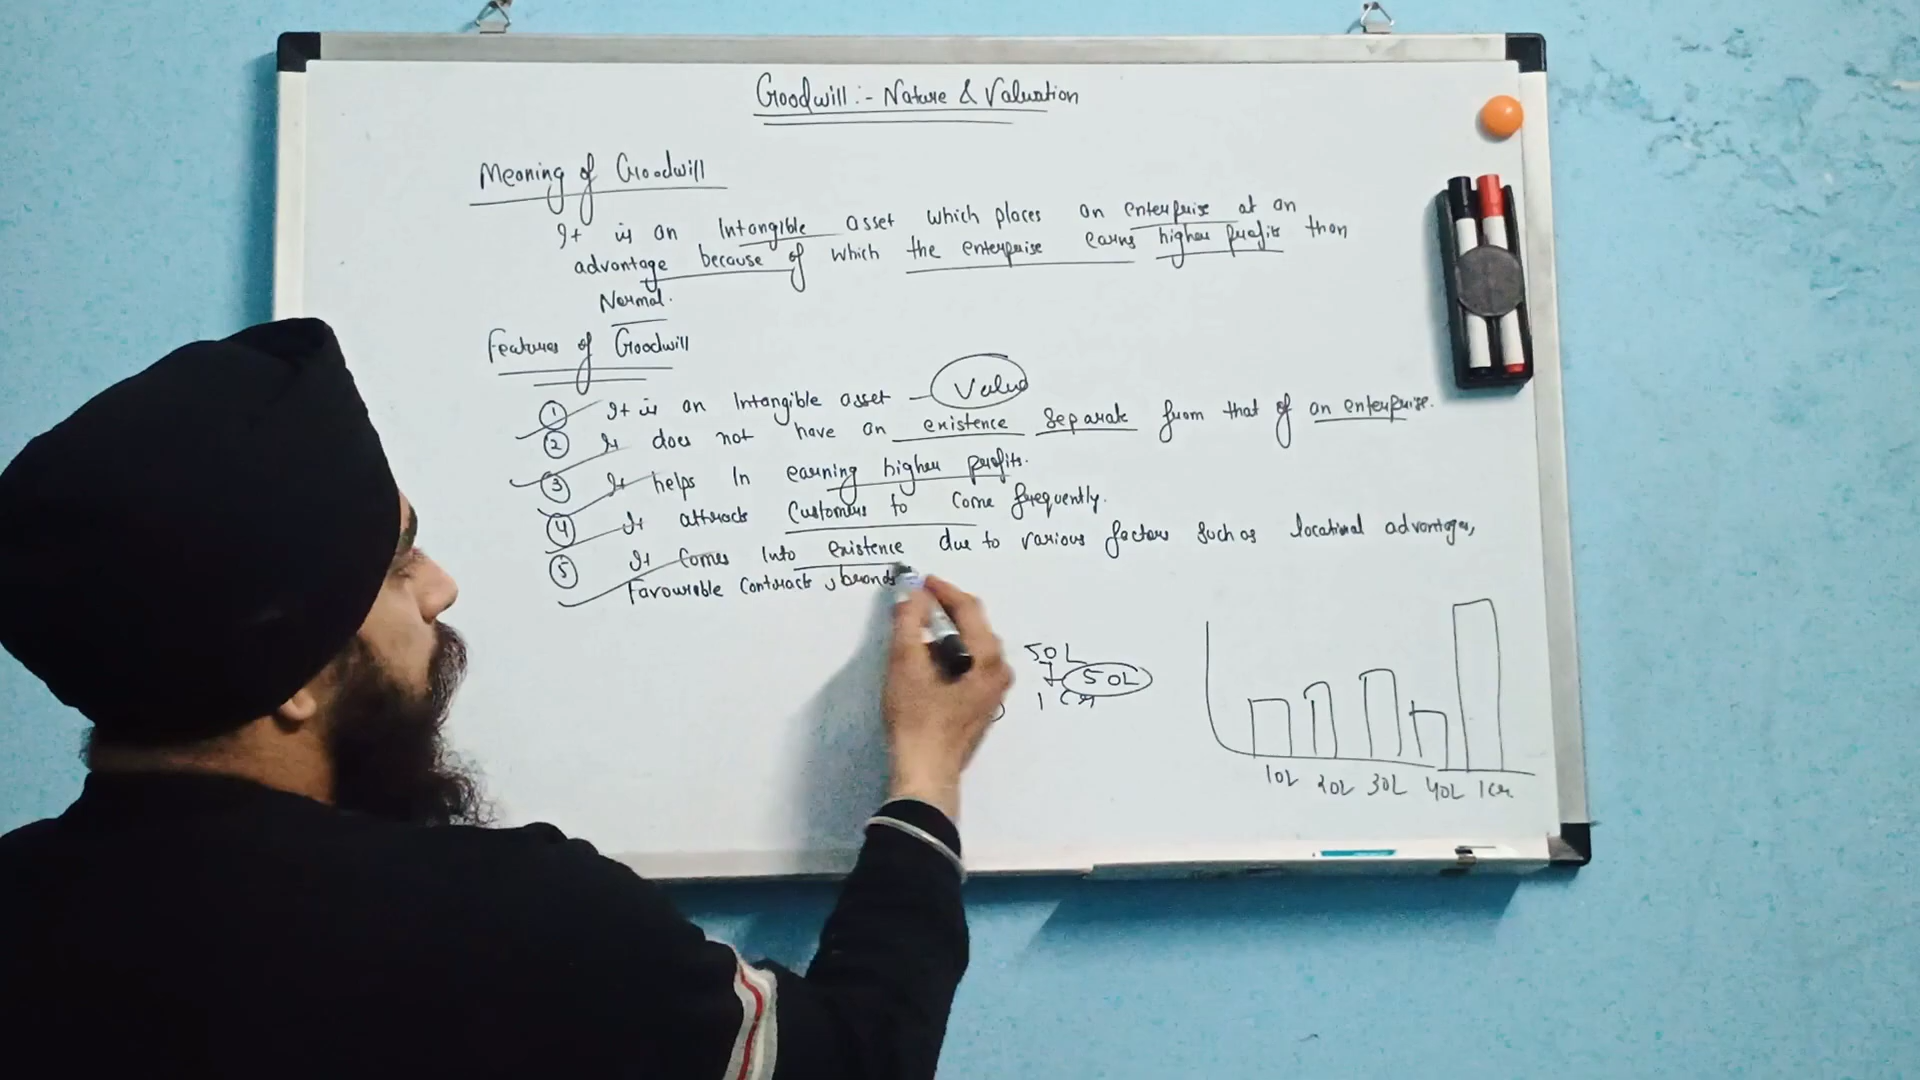 Goodwill :- Nature & Valuation
Meaning of Goodwill
It is an Intangible asset which places an enterprise at an
advantage because of which the enterprise earns higher profits than
Normal.
Features of Goodwill
① It is an Intangible asset - Value
② It does not have an existence separate from that of an enterprise.
③ It helps In earning higher profits.
④ It attracts Customers to come frequently.
⑤ It comes Into existence due to various factors such as locational advantages,
Favourable contracts, brands
50L
50L
1 Cr
10L 20L 30L 40L 1Cr